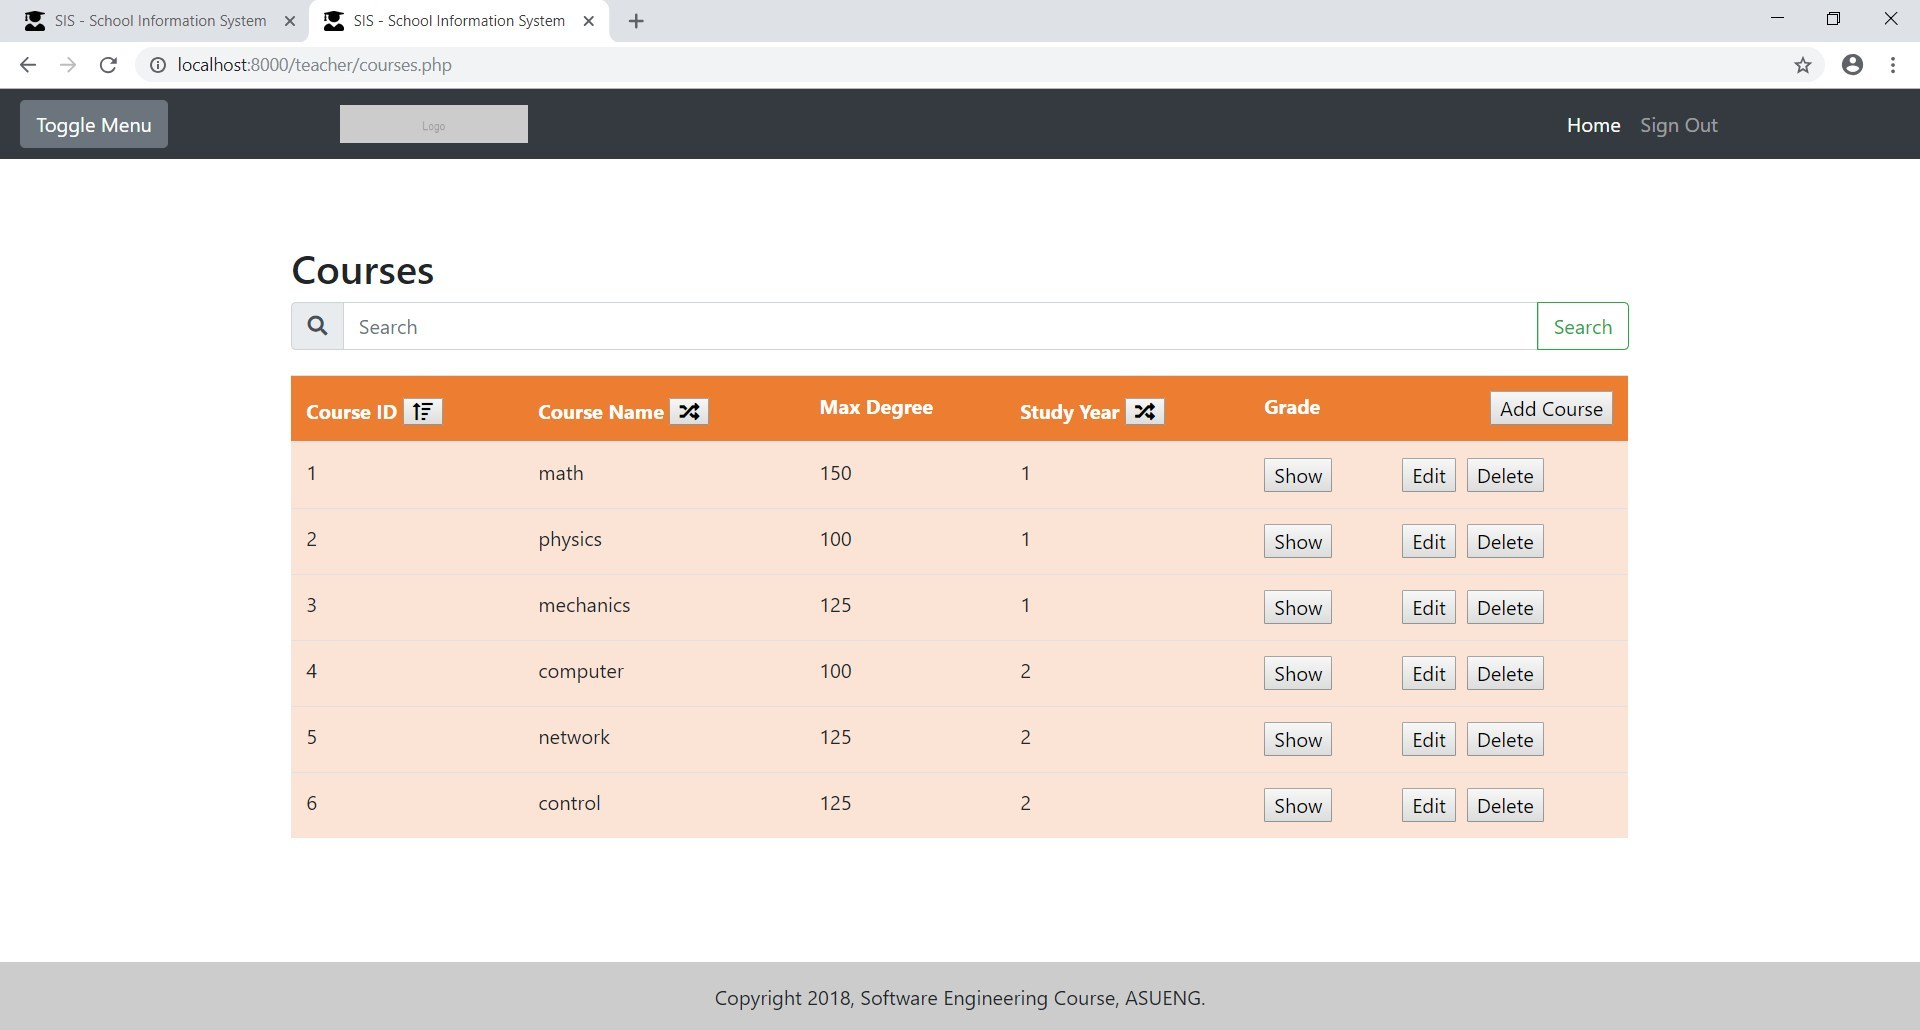 SIS - School Information System SIS - School Information System
localhost:8000/teacher/courses.php
Toggle Menu Logo Home Sign Out
Courses
Search Search
Course ID Course Name Max Degree Study Year Grade Add Course
1 math 150 1 Show Edit Delete
2 physics 100 1 Show Edit Delete
3 mechanics 125 1 Show Edit Delete
4 computer 100 2 Show Edit Delete
5 network 125 2 Show Edit Delete
6 control 125 2 Show Edit Delete
Copyright 2018, Software Engineering Course, ASUENG.